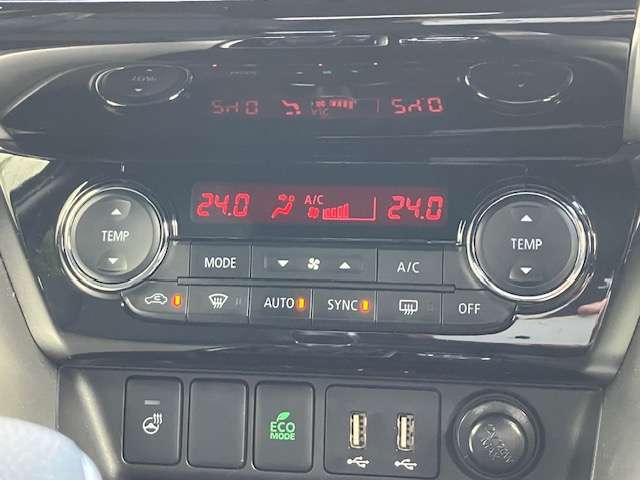 24.0 A/C 24.0
TEMP
TEMP
MODE A/C
AUTO SYNC OFF
ECO
MODE